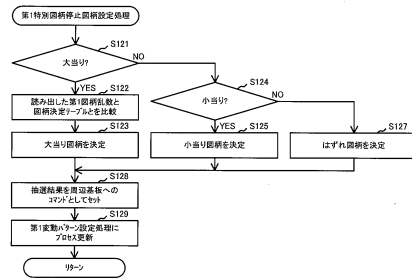 第1特別図柄停止図柄設定処理
S121
大当り?
NO
YES
S122
読み出した第1図柄乱数と
図柄決定テーブルとを比較
S123
大当り図柄を決定
S124
小当り?
NO
YES
S125
小当り図柄を決定
S127
はずれ図柄を決定
S128
抽選結果を周辺基板への
コマンドとしてセット
S129
第1変動パターン設定処理に
プロセス更新
リターン